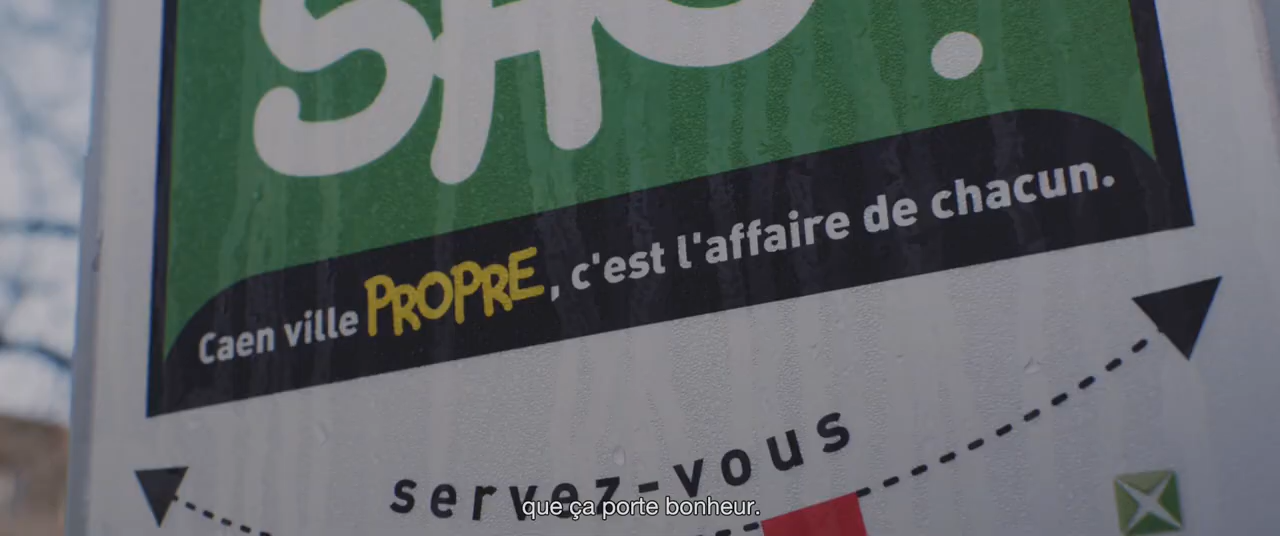 Caen ville PROPRE, c'est l'affaire de chacun.
servez-vous
que ça porte bonheur.